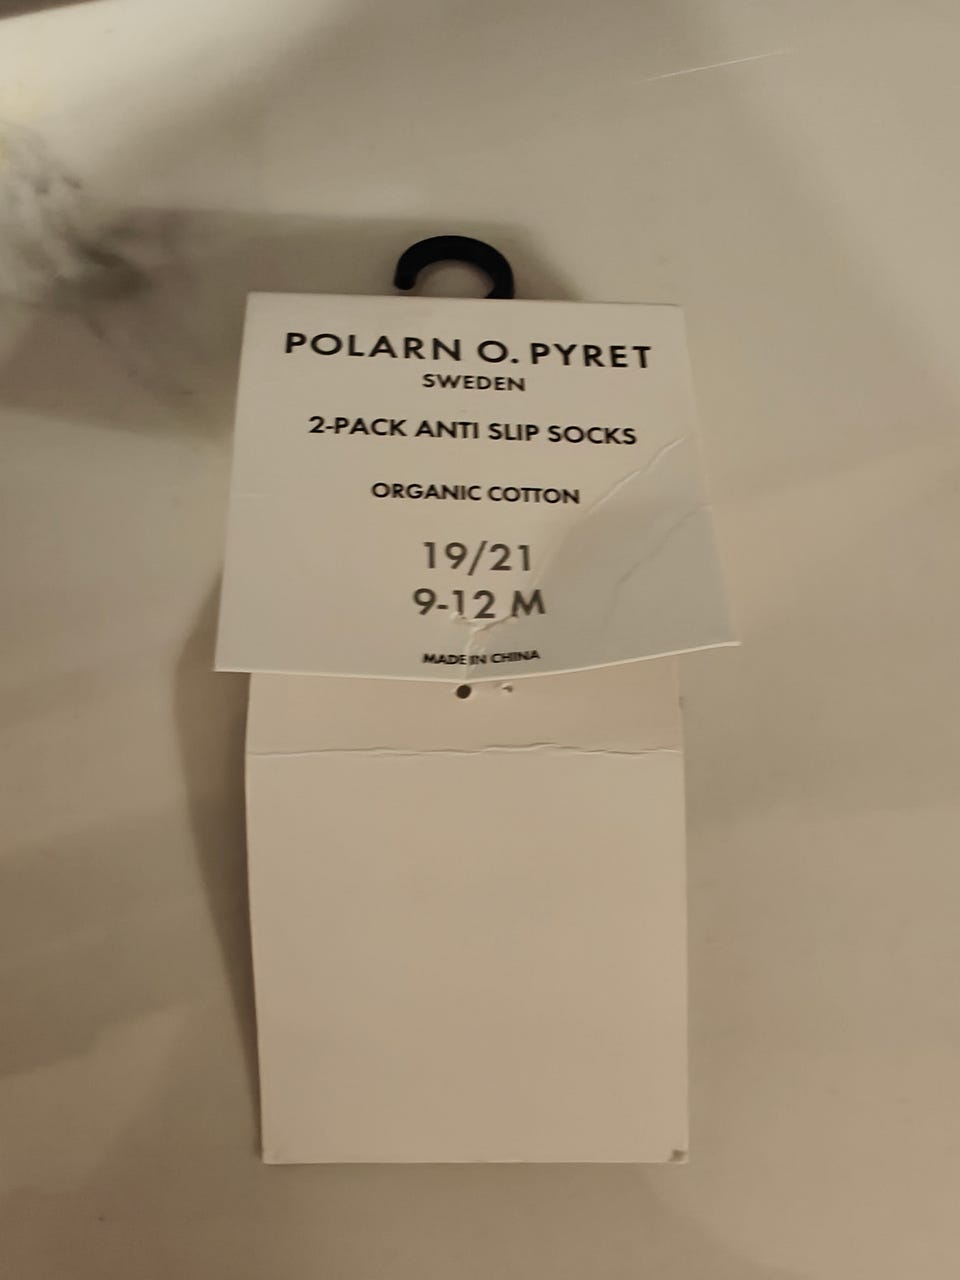 POLARN O. PYRET
SWEDEN
2-PACK ANTI SLIP SOCKS
ORGANIC COTTON
19/21
9-12 M
MADE IN CHINA